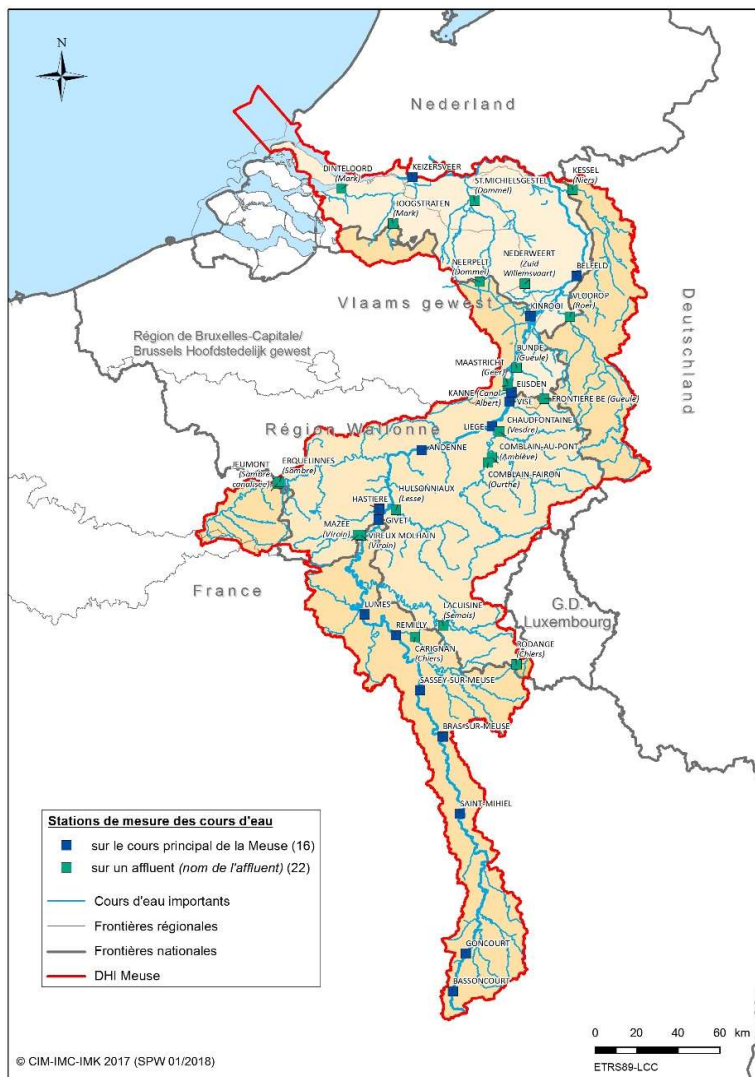 N
Nederland
DINTELOORD
(Mark)
KEIZERSVEER
ST.MICHIELSGESTEL
(Dommel)
KESSEL
(Niers)
HOOGSTRATEN
(Mark)
NEDERWEERT
(Zuid
Willemsvaart)
NEERPELT
(Dommel)
BELFELD
Vlaams gewest
KINROOI
VLODROP
(Roer)
Deutschland
Région de Bruxelles-Capitale/
Brussels Hoofdstedelijk gewest
BUNDE
(Gueule)
MAASTRICHT
(Geer)
EIJSDEN
KANNE (Canal
Albert)
VISE
FRONTIERE BE (Gueule)
Région Wallonne
LIEGE
CHAUDFONTAINE
(Vesdre)
ANDENNE
COMBLAIN-AU-PONT
(Amblève)
COMBLAIN-FAIRON
(Ourthe)
JEUMONT
(Sambre
canalisée)
ERQUELINNES
(Sambre)
HULSONNIAUX
(Lesse)
HASTIERE
GIVET
MAZEE
(Viroin)
VIREUX MOLHAIN
(Viroin)
France
G.D.
Luxembourg
LUMES
LACUISINE
(Semois)
REMILLY
CARIGNAN
(Chiers)
RODANGE
(Chiers)
SASSEY-SUR-MEUSE
BRAS-SUR-MEUSE
SAINT-MIHIEL
GONCOURT
BASSONCOURT
Stations de mesure des cours d'eau
sur le cours principal de la Meuse (16)
sur un affluent (nom de l'affluent) (22)
Cours d'eau importants
Frontières régionales
Frontières nationales
DHI Meuse
0 10 20 40 60 km
ETRS89-LCC
© CIM-IMC-IMK 2017 (SPW 01/2018)